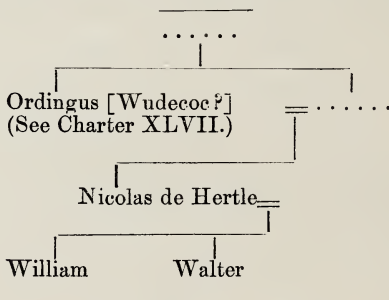 ......
Ordingus [Wudecoc?]
(See Charter XLVII.)
......
Nicolas de Hertle
William Walter